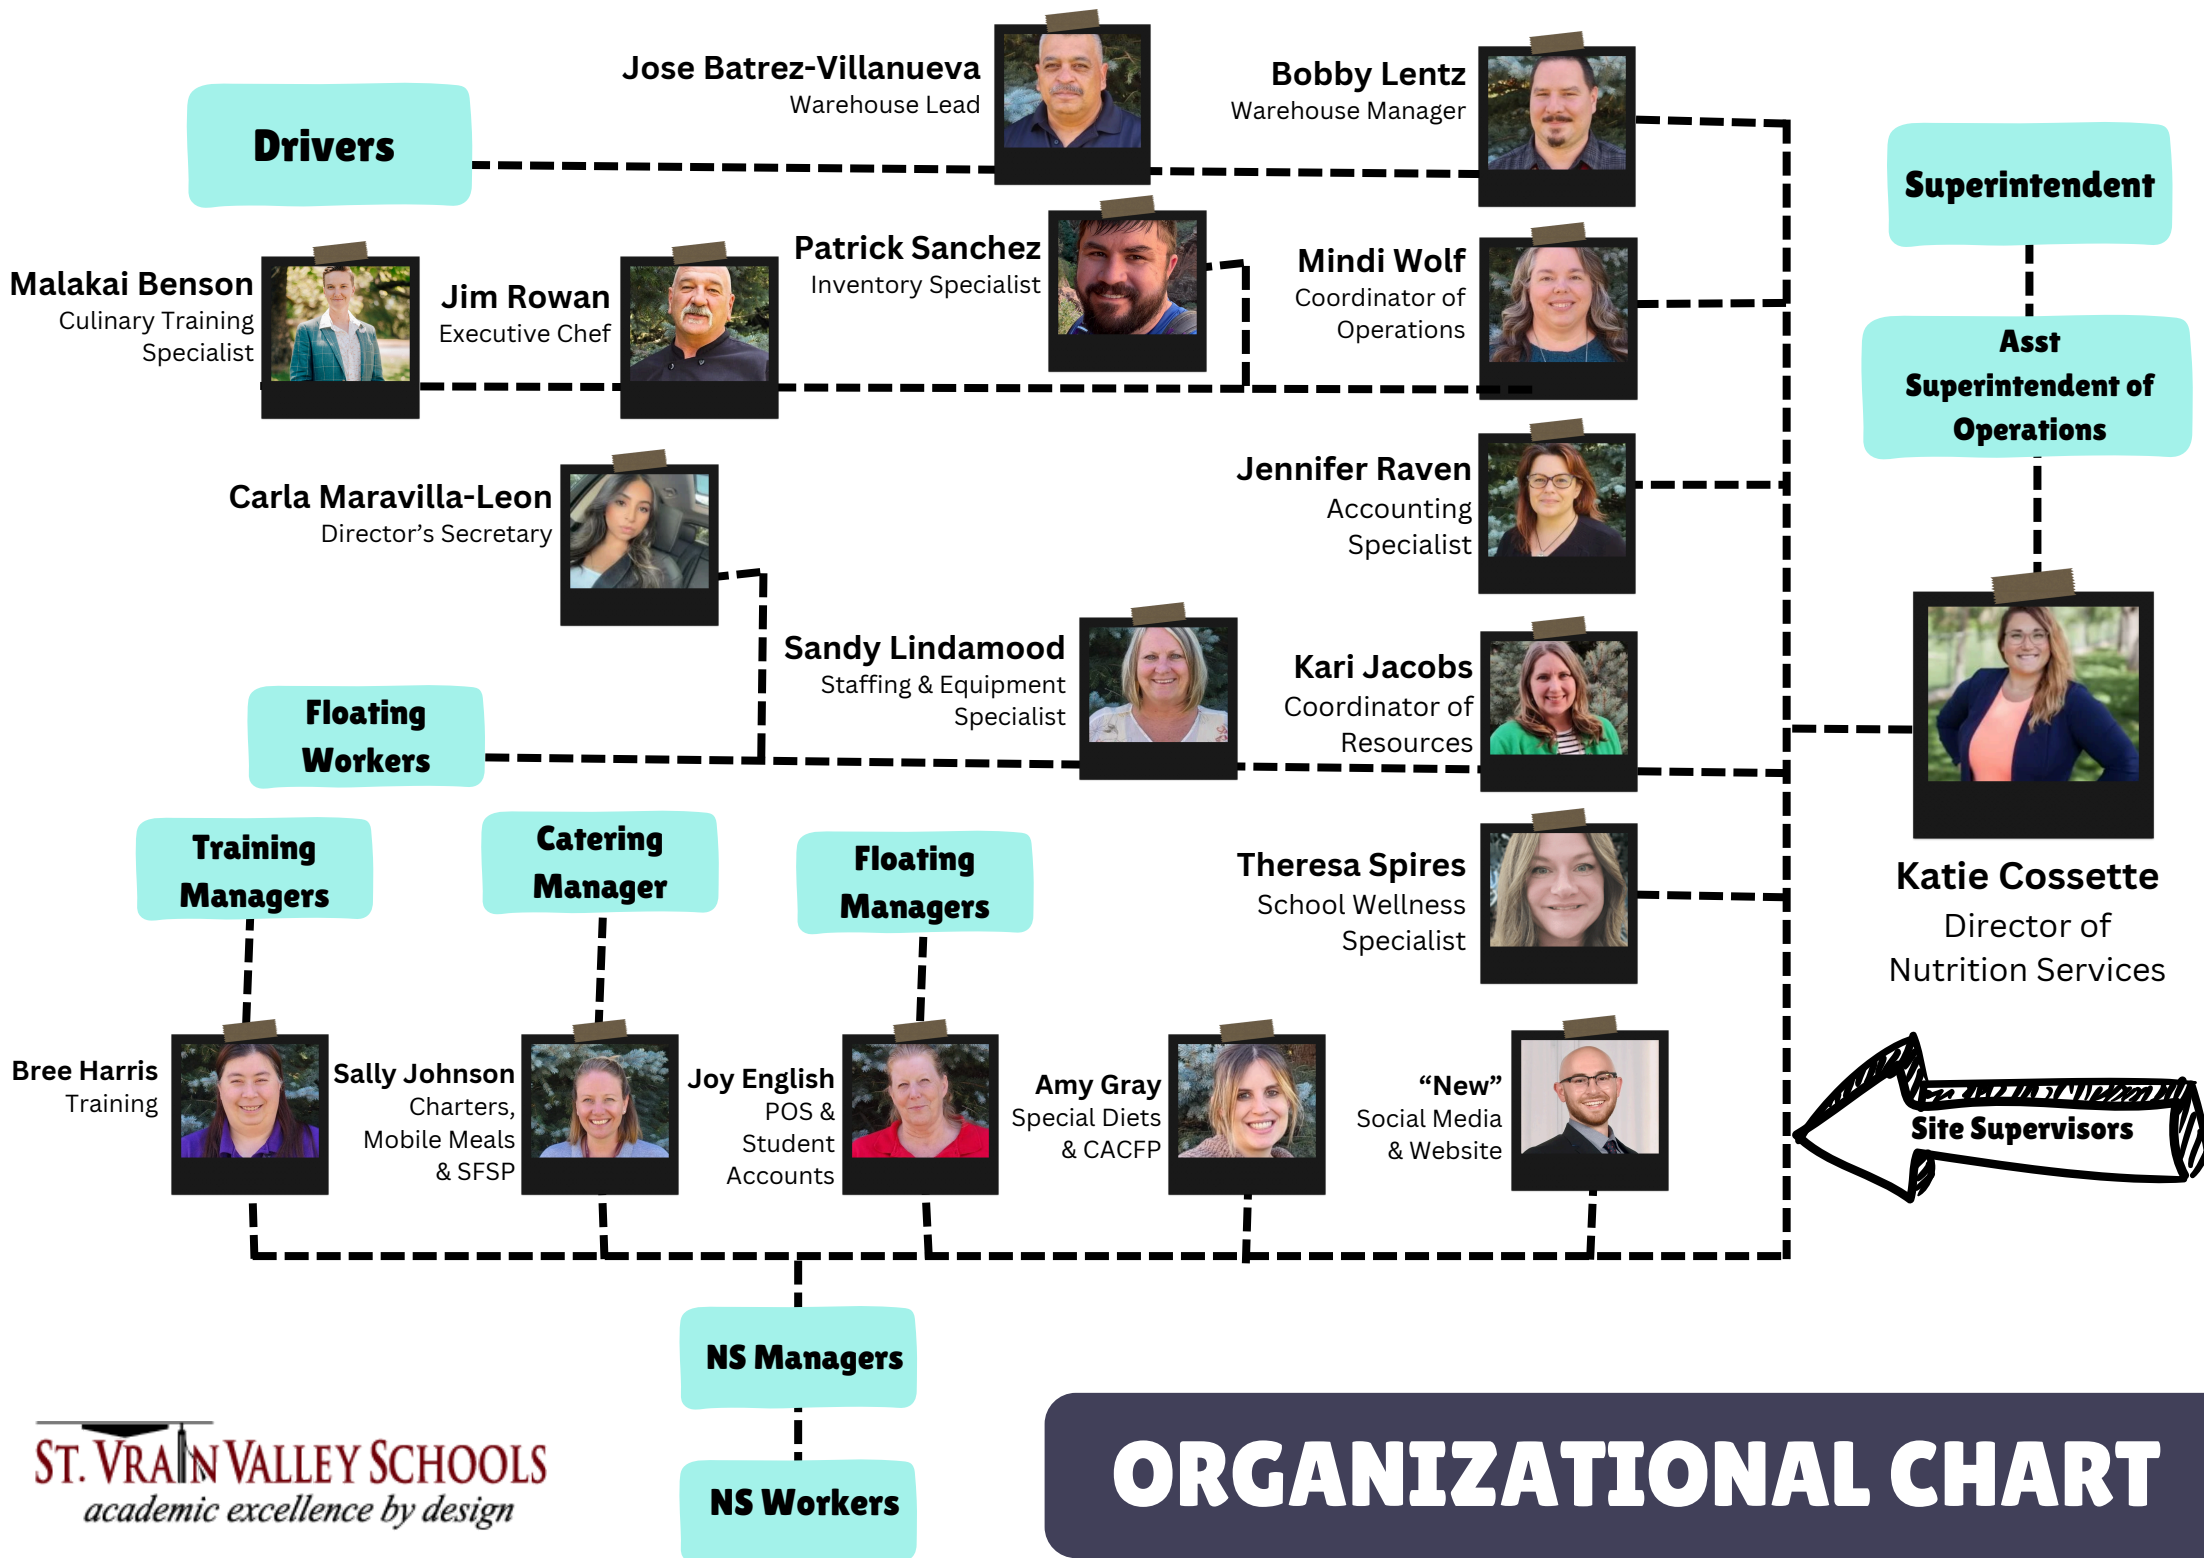 Jose Batrez-Villanueva
Warehouse Lead
Bobby Lentz
Warehouse Manager
Drivers
Superintendent
Malakai Benson
Culinary Training
Specialist
Jim Rowan
Executive Chef
Patrick Sanchez
Inventory Specialist
Mindi Wolf
Coordinator of
Operations
Asst
Superintendent of
Operations
Carla Maravilla-Leon
Director’s Secretary
Jennifer Raven
Accounting
Specialist
Sandy Lindamood
Staffing & Equipment
Specialist
Kari Jacobs
Coordinator of
Resources
Floating
Workers
Training
Managers
Catering
Manager
Floating
Managers
Theresa Spires
School Wellness
Specialist
Katie Cossette
Director of
Nutrition Services
Bree Harris
Training
Sally Johnson
Charters,
Mobile Meals
& SFSP
Joy English
POS &
Student
Accounts
Amy Gray
Special Diets
& CACFP
“New”
Social Media
& Website
Site Supervisors
NS Managers
NS Workers
ST. VRAIN VALLEY SCHOOLS
academic excellence by design
ORGANIZATIONAL CHART